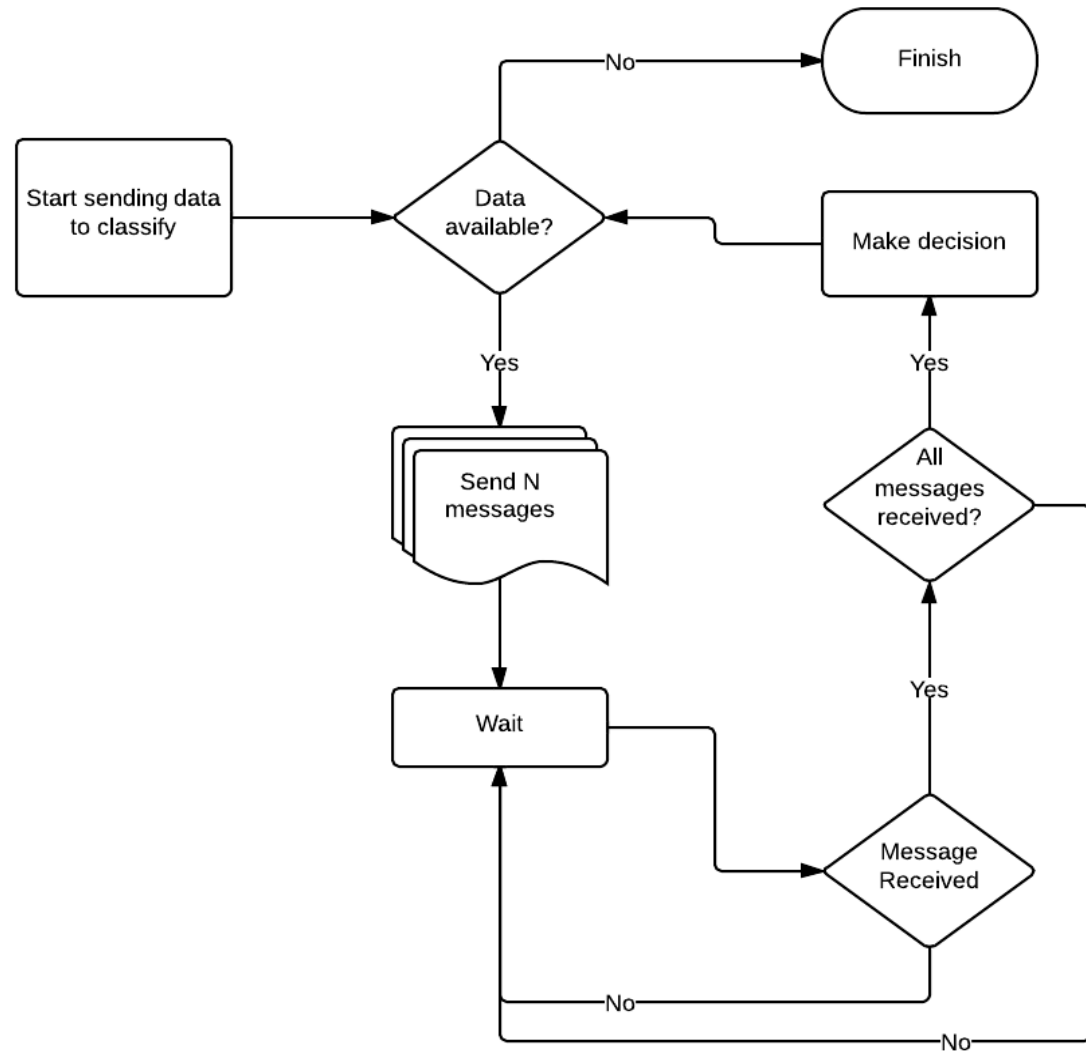 No
Finish
Start sending data
to classify
Data
available?
Make decision
Yes
Yes
Send N
messages
All
messages
received?
Yes
Wait
Message
Received
No
No